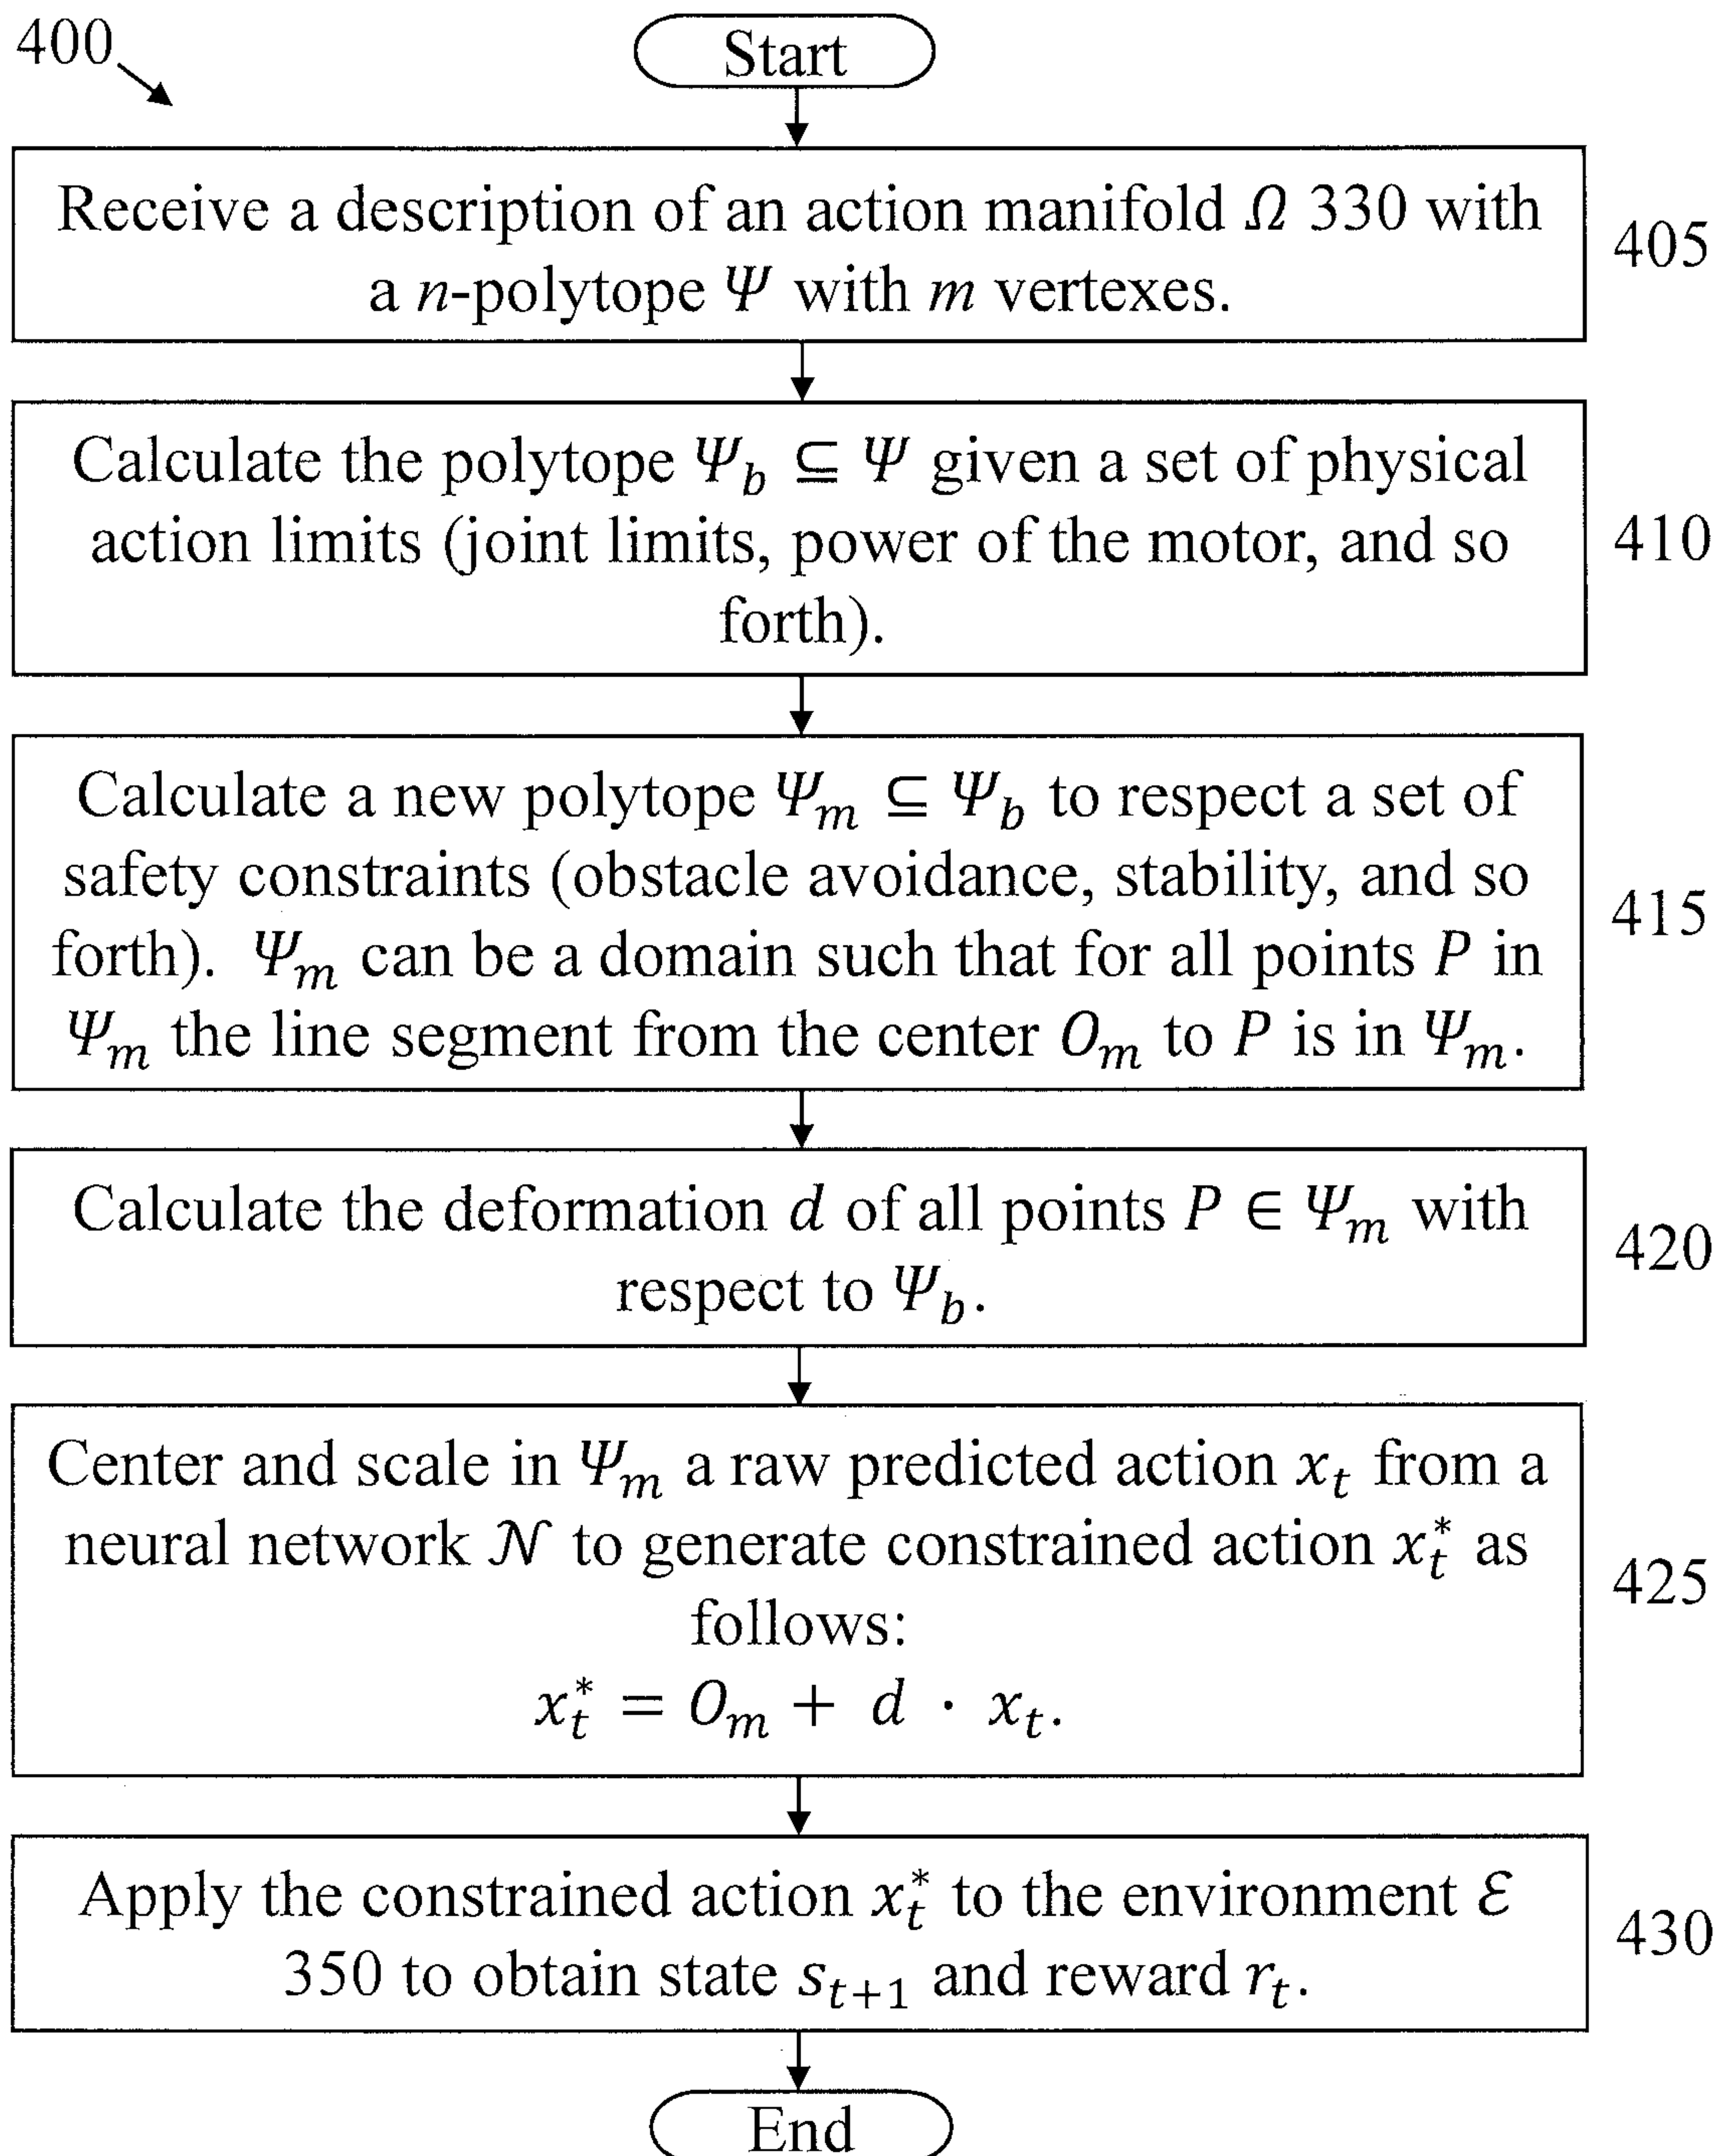 400
Start
Receive a description of an action manifold Ω 330 with
a n-polytope Ψ with m vertexes.
405
Calculate the polytope Ψ_b ⊆ Ψ given a set of physical
action limits (joint limits, power of the motor, and so
forth).
410
Calculate a new polytope Ψ_m ⊆ Ψ_b to respect a set of
safety constraints (obstacle avoidance, stability, and so
forth). Ψ_m can be a domain such that for all points P in
Ψ_m the line segment from the center O_m to P is in Ψ_m.
415
Calculate the deformation d of all points P ∈ Ψ_m with
respect to Ψ_b.
420
Center and scale in Ψ_m a raw predicted action x_t from a
neural network 𝒩 to generate constrained action x_t^* as
follows:
x_t^* = O_m + d · x_t.
425
Apply the constrained action x_t^* to the environment ℰ
350 to obtain state s_{t+1} and reward r_t.
430
End